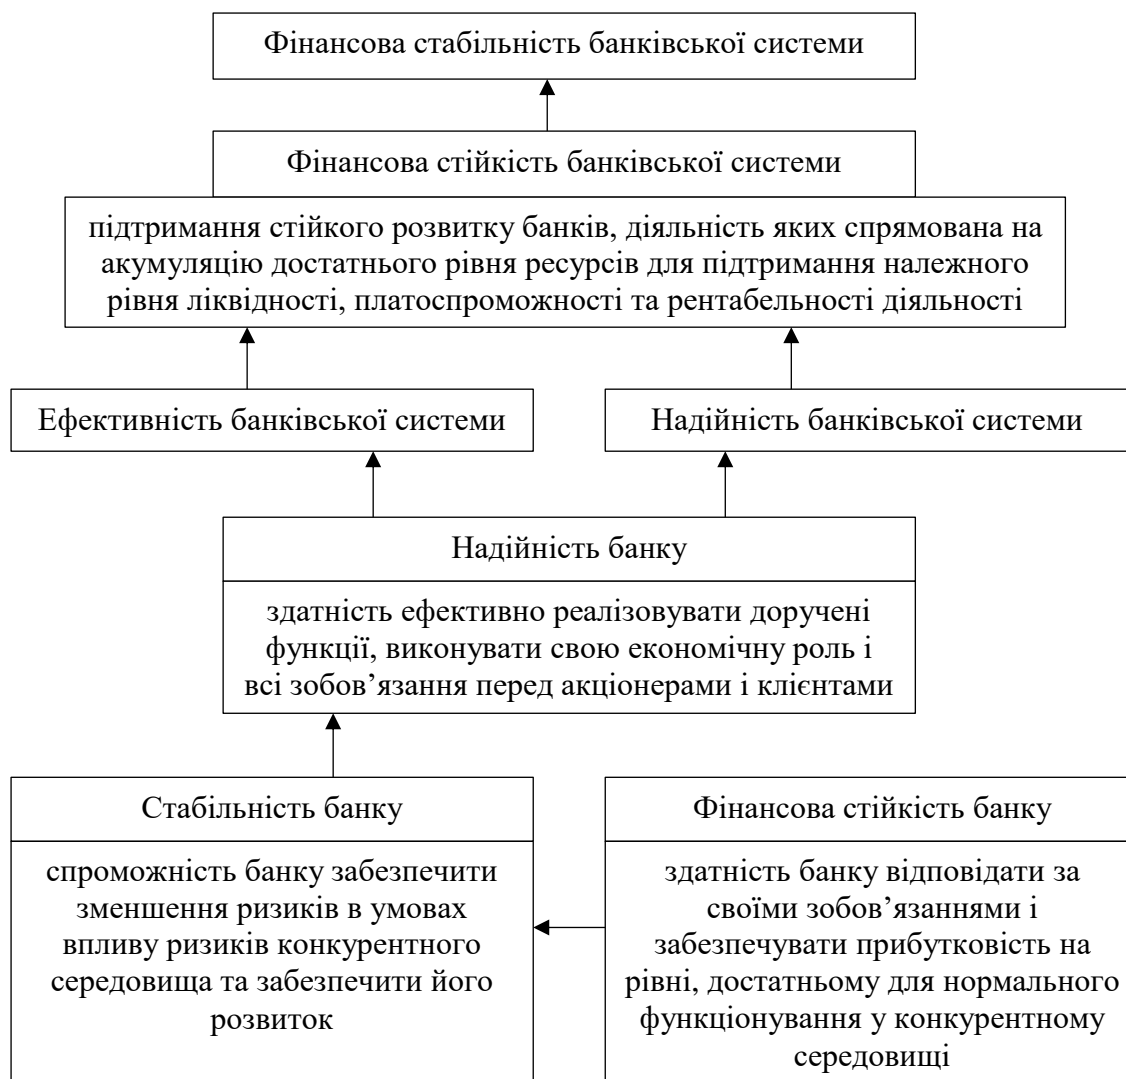 Фінансова стабільність банківської системи
Фінансова стійкість банківської системи
підтримання стійкого розвитку банків, діяльність яких спрямована на
акумуляцію достатнього рівня ресурсів для підтримання належного
рівня ліквідності, платоспроможності та рентабельності діяльності
Ефективність банківської системи
Надійність банківської системи
Надійність банку
здатність ефективно реалізовувати доручені
функції, виконувати свою економічну роль і
всі зобов’язання перед акціонерами і клієнтами
Стабільність банку
спроможність банку забезпечити
зменшення ризиків в умовах
впливу ризиків конкурентного
середовища та забезпечити його
розвиток
Фінансова стійкість банку
здатність банку відповідати за
своїми зобов’язаннями і
забезпечувати прибутковість на
рівні, достатньому для нормального
функціонування у конкурентному
середовищі